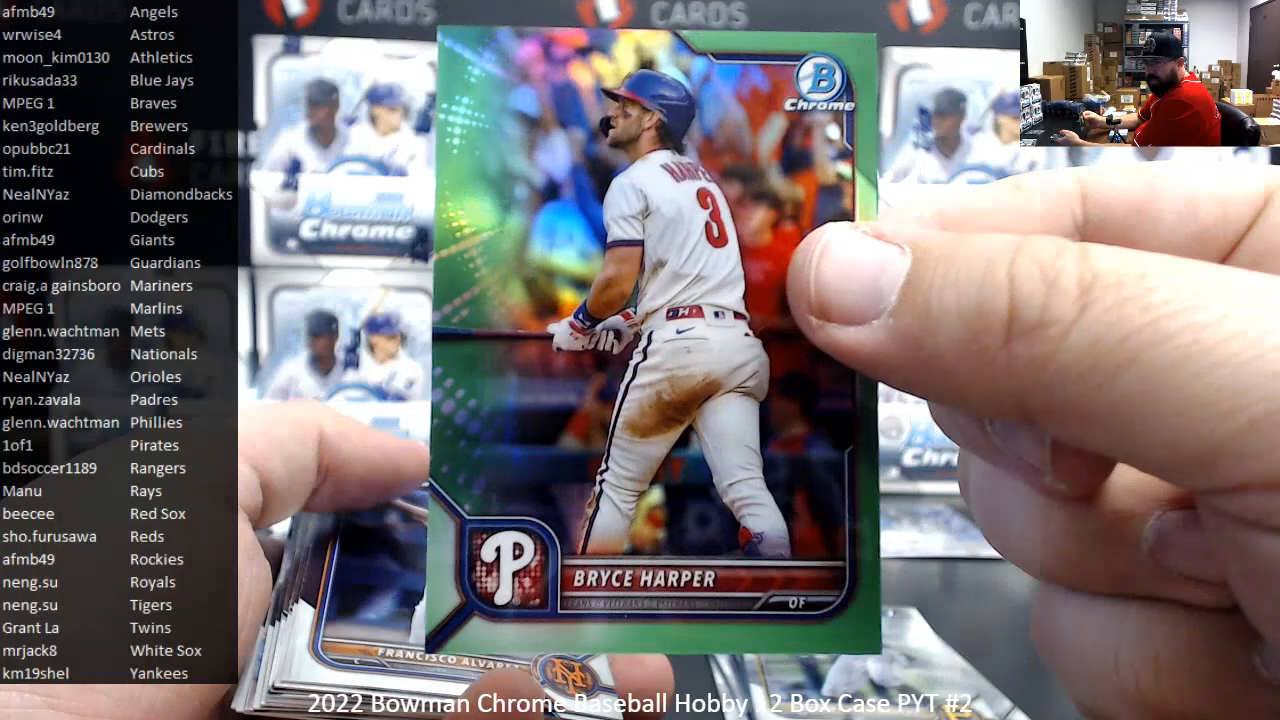 afmb49 Angels
wrwise4 Astros
moon_kim0130 Athletics
rikusada33 Blue Jays
MPEG 1 Braves
ken3goldberg Brewers
opubbc21 Cardinals
tim.fitz Cubs
NealNYaz Diamondbacks
orinw Dodgers
afmb49 Giants
golfbowln878 Guardians
craig.a gainsboro Mariners
MPEG 1 Marlins
glenn.wachtman Mets
digman32736 Nationals
NealNYaz Orioles
ryan.zavala Padres
glenn.wachtman Phillies
1of1 Pirates
bdsoccer1189 Rangers
Manu Rays
beecee Red Sox
sho.furusawa Reds
afmb49 Rockies
neng.su Royals
neng.su Tigers
Grant La Twins
mrjack8 White Sox
km19shel Yankees
CARDS
CARDS
CAR
B
Chrome
HARPER
3
P
BRYCE HARPER
OF
Bowman
Chrome
FRANCISCO ALVAREZ
2022 Bowman Chrome Baseball Hobby 12 Box Case PYT #2